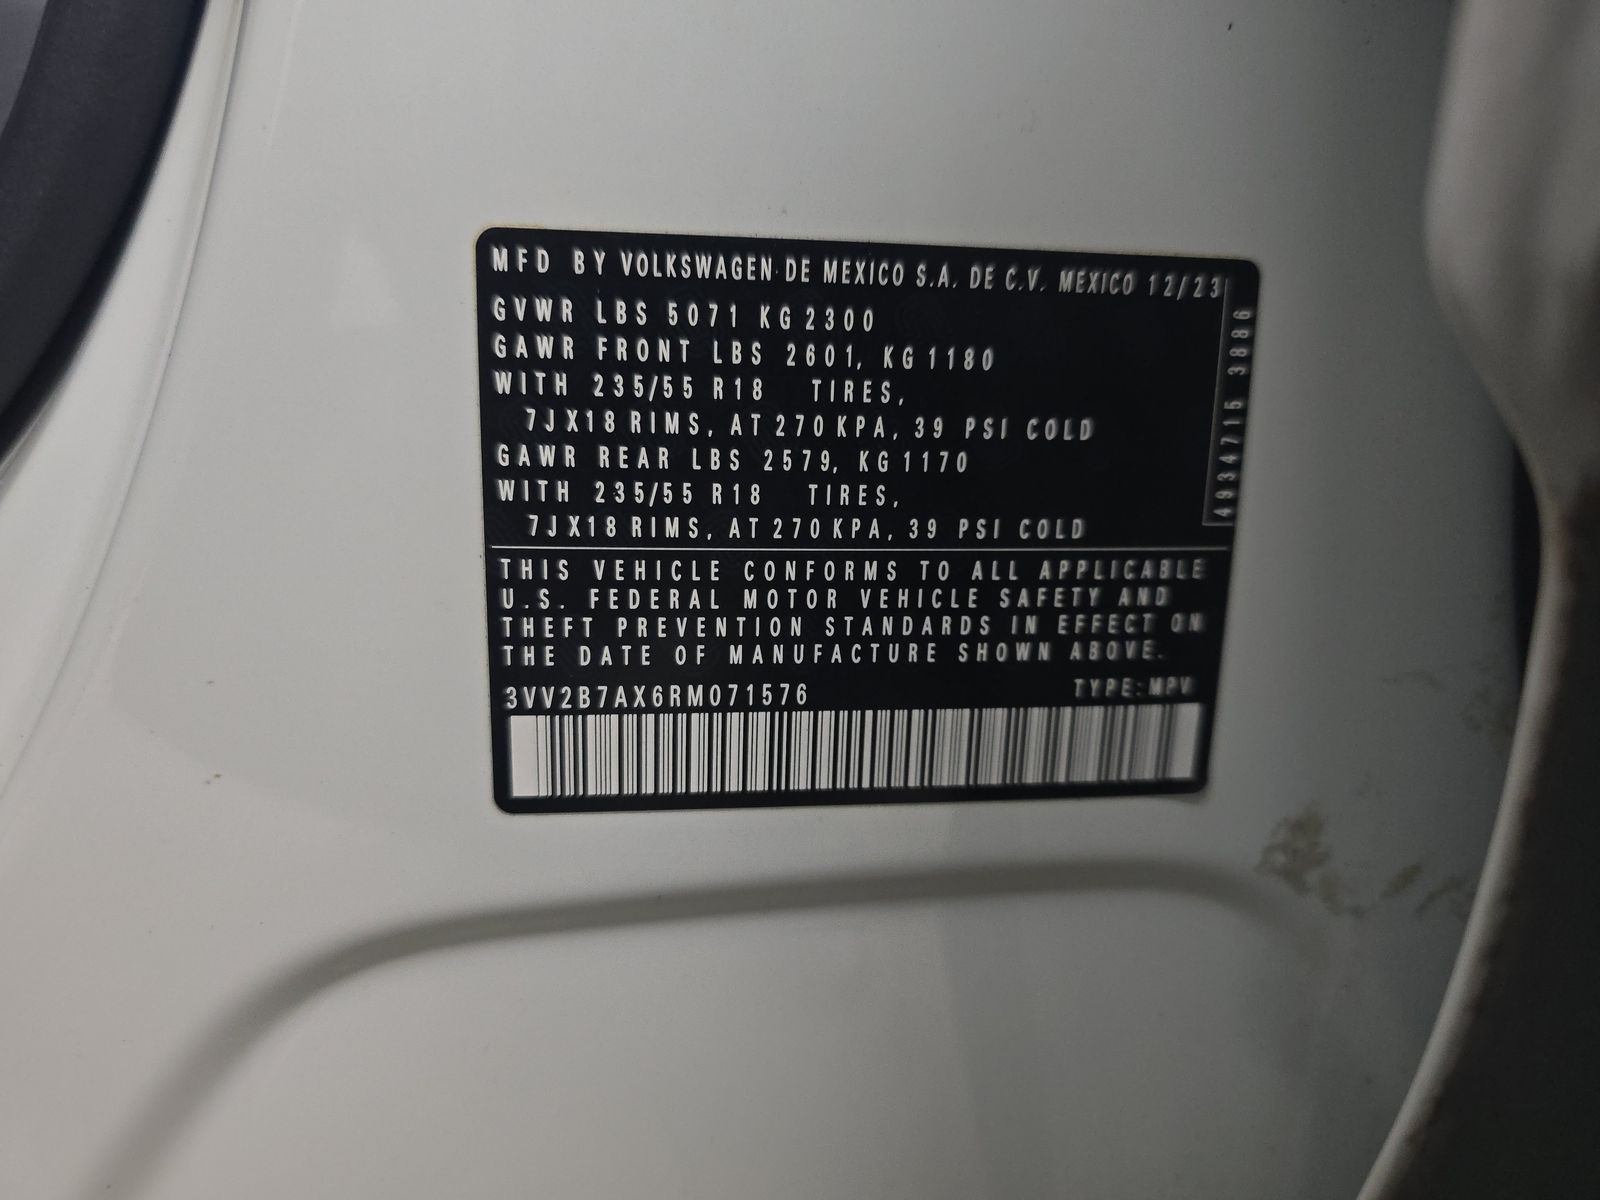 MFD BY VOLKSWAGEN DE MEXICO S.A. DE C.V. MEXICO 12/23
GVWR LBS 5071 KG 2300
GAWR FRONT LBS 2601, KG 1180
WITH 235/55 R18 TIRES,
7JX18 RIMS, AT 270 KPA, 39 PSI COLD
GAWR REAR LBS 2579, KG 1170
WITH 235/55 R18 TIRES,
7JX18 RIMS, AT 270 KPA, 39 PSI COLD
4934715 3886
THIS VEHICLE CONFORMS TO ALL APPLICABLE
U.S. FEDERAL MOTOR VEHICLE SAFETY AND
THEFT PREVENTION STANDARDS IN EFFECT ON
THE DATE OF MANUFACTURE SHOWN ABOVE.
3VV2B7AX6RM071576 TYPE: MPV